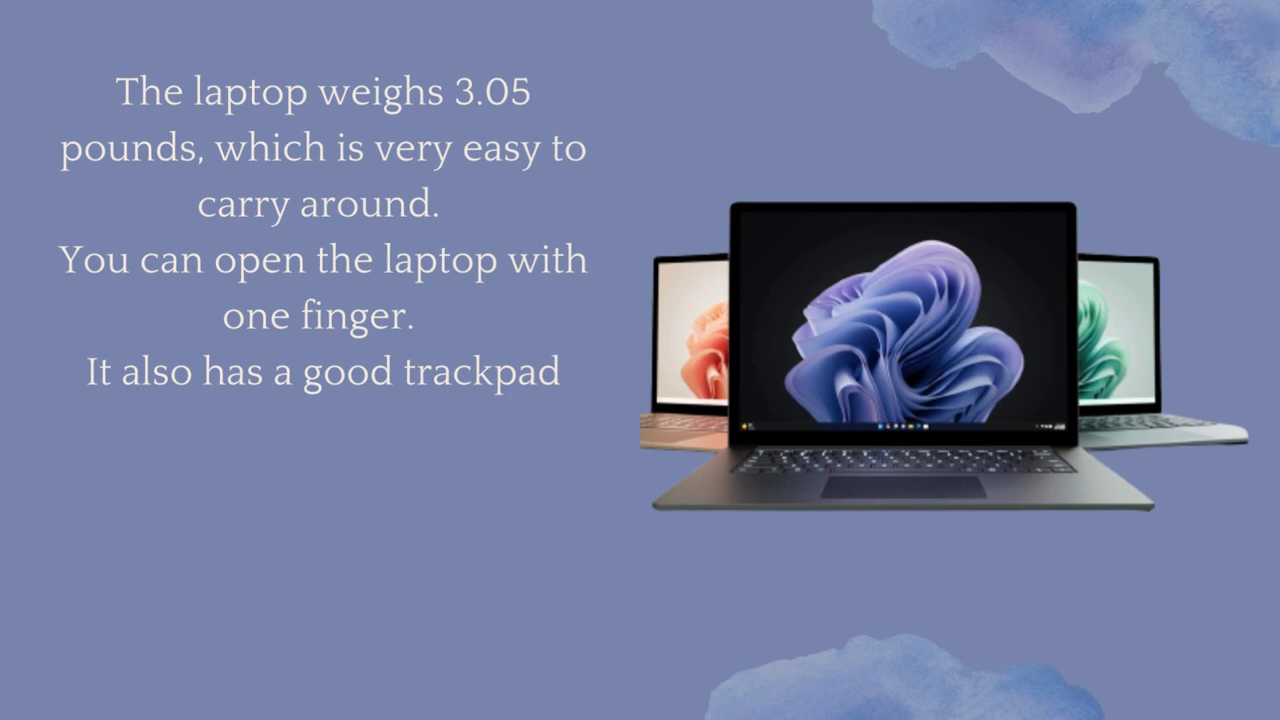 The laptop weighs 3.05
pounds, which is very easy to
carry around.
You can open the laptop with
one finger.
It also has a good trackpad